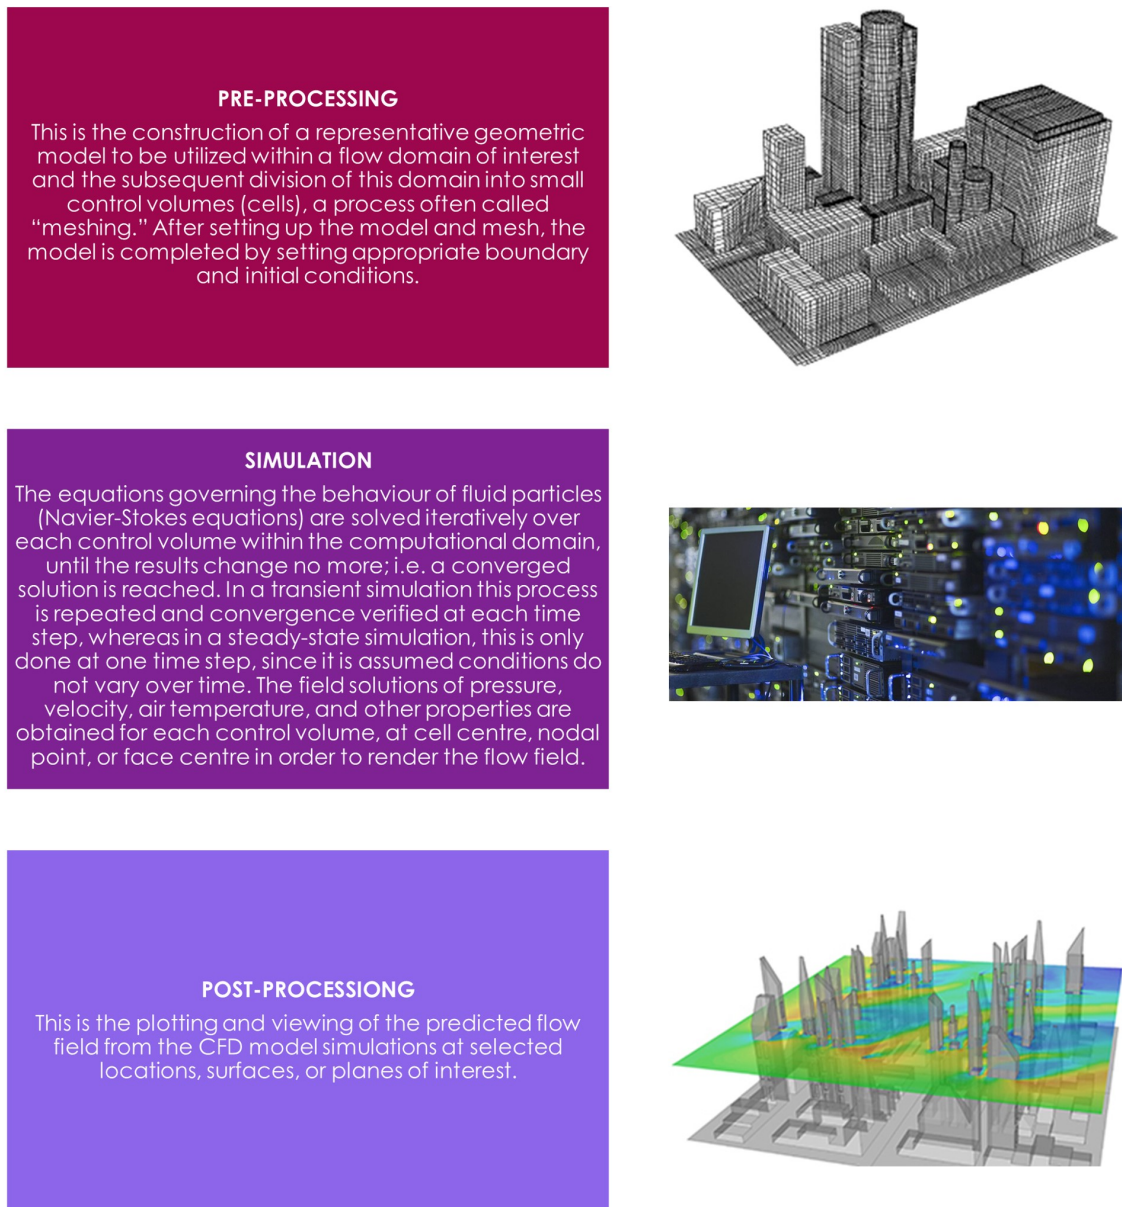 PRE-PROCESSING
This is the construction of a representative geometric
model to be utilized within a flow domain of interest
and the subsequent division of this domain into small
control volumes (cells), a process often called
“meshing.” After setting up the model and mesh, the
model is completed by setting appropriate boundary
and initial conditions.
SIMULATION
The equations governing the behaviour of fluid particles
(Navier-Stokes equations) are solved iteratively over
each control volume within the computational domain,
until the results change no more; i.e. a converged
solution is reached. In a transient simulation this process
is repeated and convergence verified at each time
step, whereas in a steady-state simulation, this is only
done at one time step, since it is assumed conditions do
not vary over time. The field solutions of pressure,
velocity, air temperature, and other properties are
obtained for each control volume, at cell centre, nodal
point, or face centre in order to render the flow field.
POST-PROCESSIONG
This is the plotting and viewing of the predicted flow
field from the CFD model simulations at selected
locations, surfaces, or planes of interest.